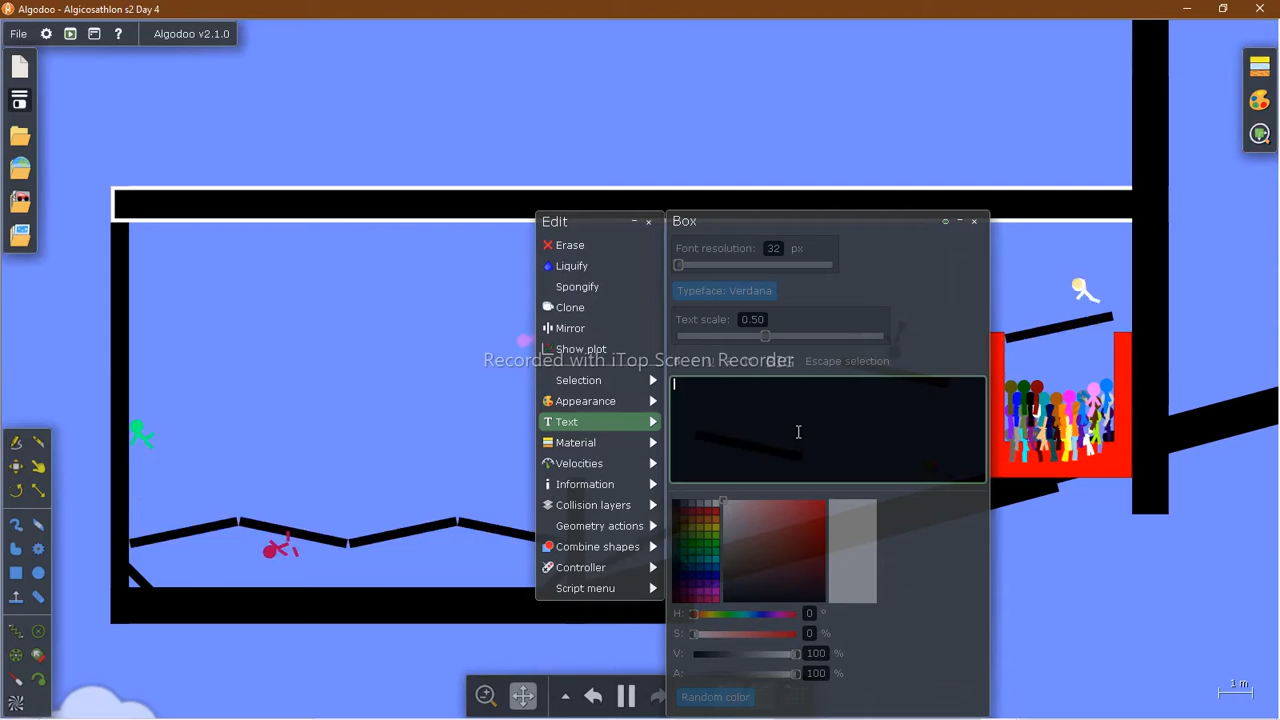 Algodoo - Algicosathlon s2 Day 4
File
?
Algodoo v2.1.0
Edit
Erase
Liquify
Spongify
Clone
Mirror
Show plot
Selection
Appearance
Text
Material
Velocities
Information
Collision layers
Geometry actions
Combine shapes
Controller
Script menu
Box
Font resolution: 32 px
Typeface: Verdana
Text scale: 0.50
Escape selection
Recorded with iTop Screen Recorder
H: 0 °
S: 0 %
V: 100 %
A: 100 %
Random color
1 m